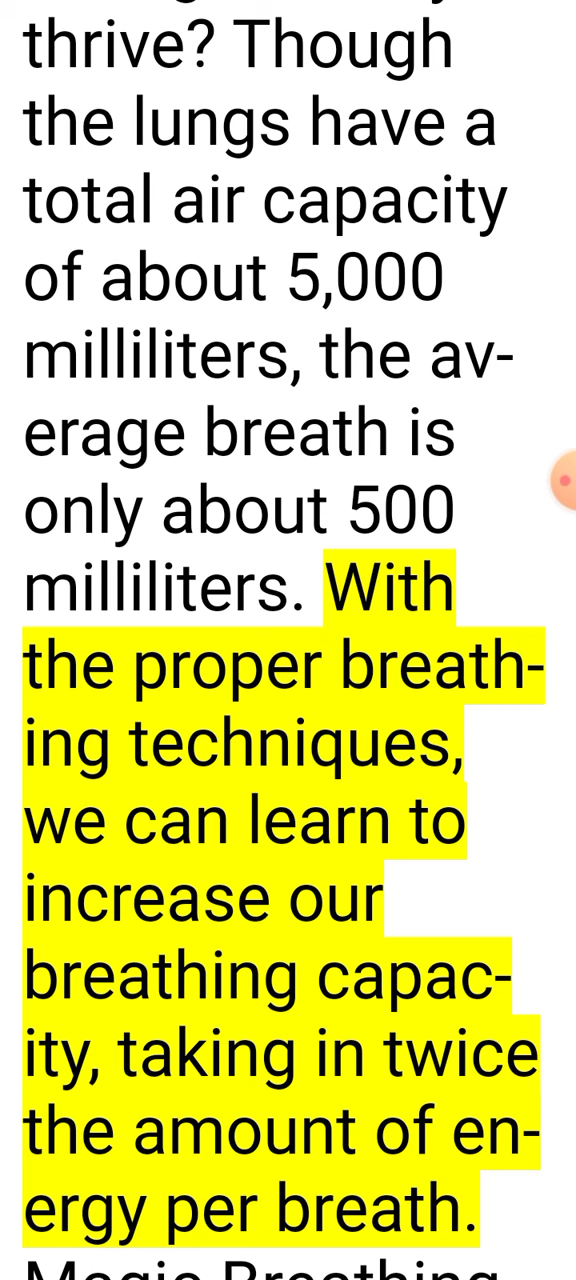 thrive? Though
the lungs have a
total air capacity
of about 5,000
milliliters, the av-
erage breath is
only about 500
milliliters. With
the proper breath-
ing techniques,
we can learn to
increase our
breathing capac-
ity, taking in twice
the amount of en-
ergy per breath.
Magic Breathing